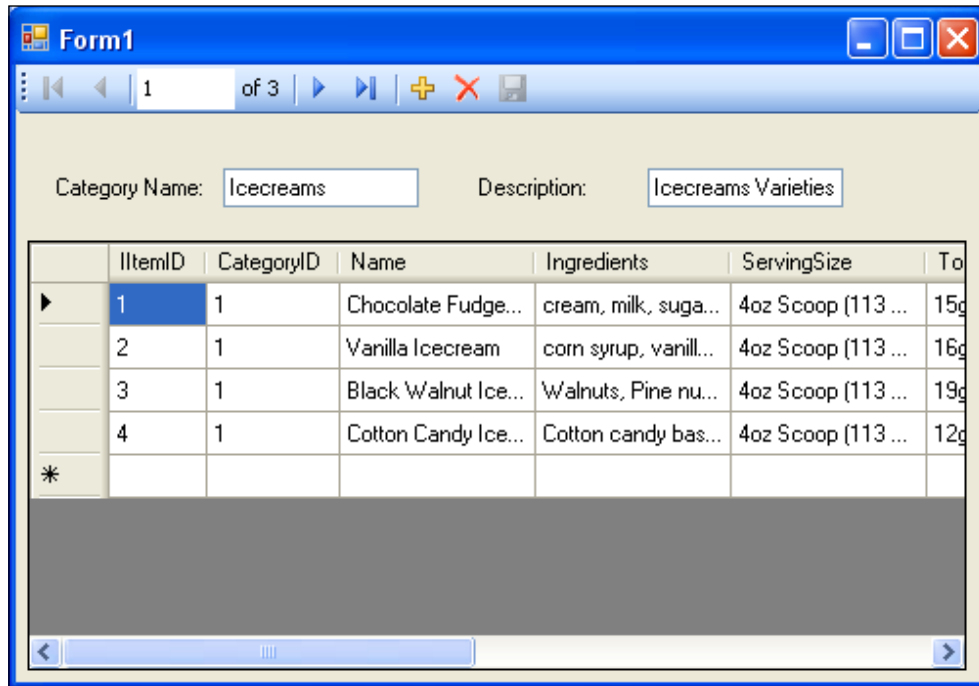 Form1
1 of 3
Category Name: Icecreams Description: Icecreams Varieties
IItemID CategoryID Name Ingredients ServingSize To
1 1 Chocolate Fudge... cream, milk, suga... 4oz Scoop (113 ... 15g
2 1 Vanilla Icecream corn syrup, vanill... 4oz Scoop (113 ... 16g
3 1 Black Walnut Ice... Walnuts, Pine nu... 4oz Scoop (113 ... 19g
4 1 Cotton Candy Ice... Cotton candy bas... 4oz Scoop (113 ... 12g